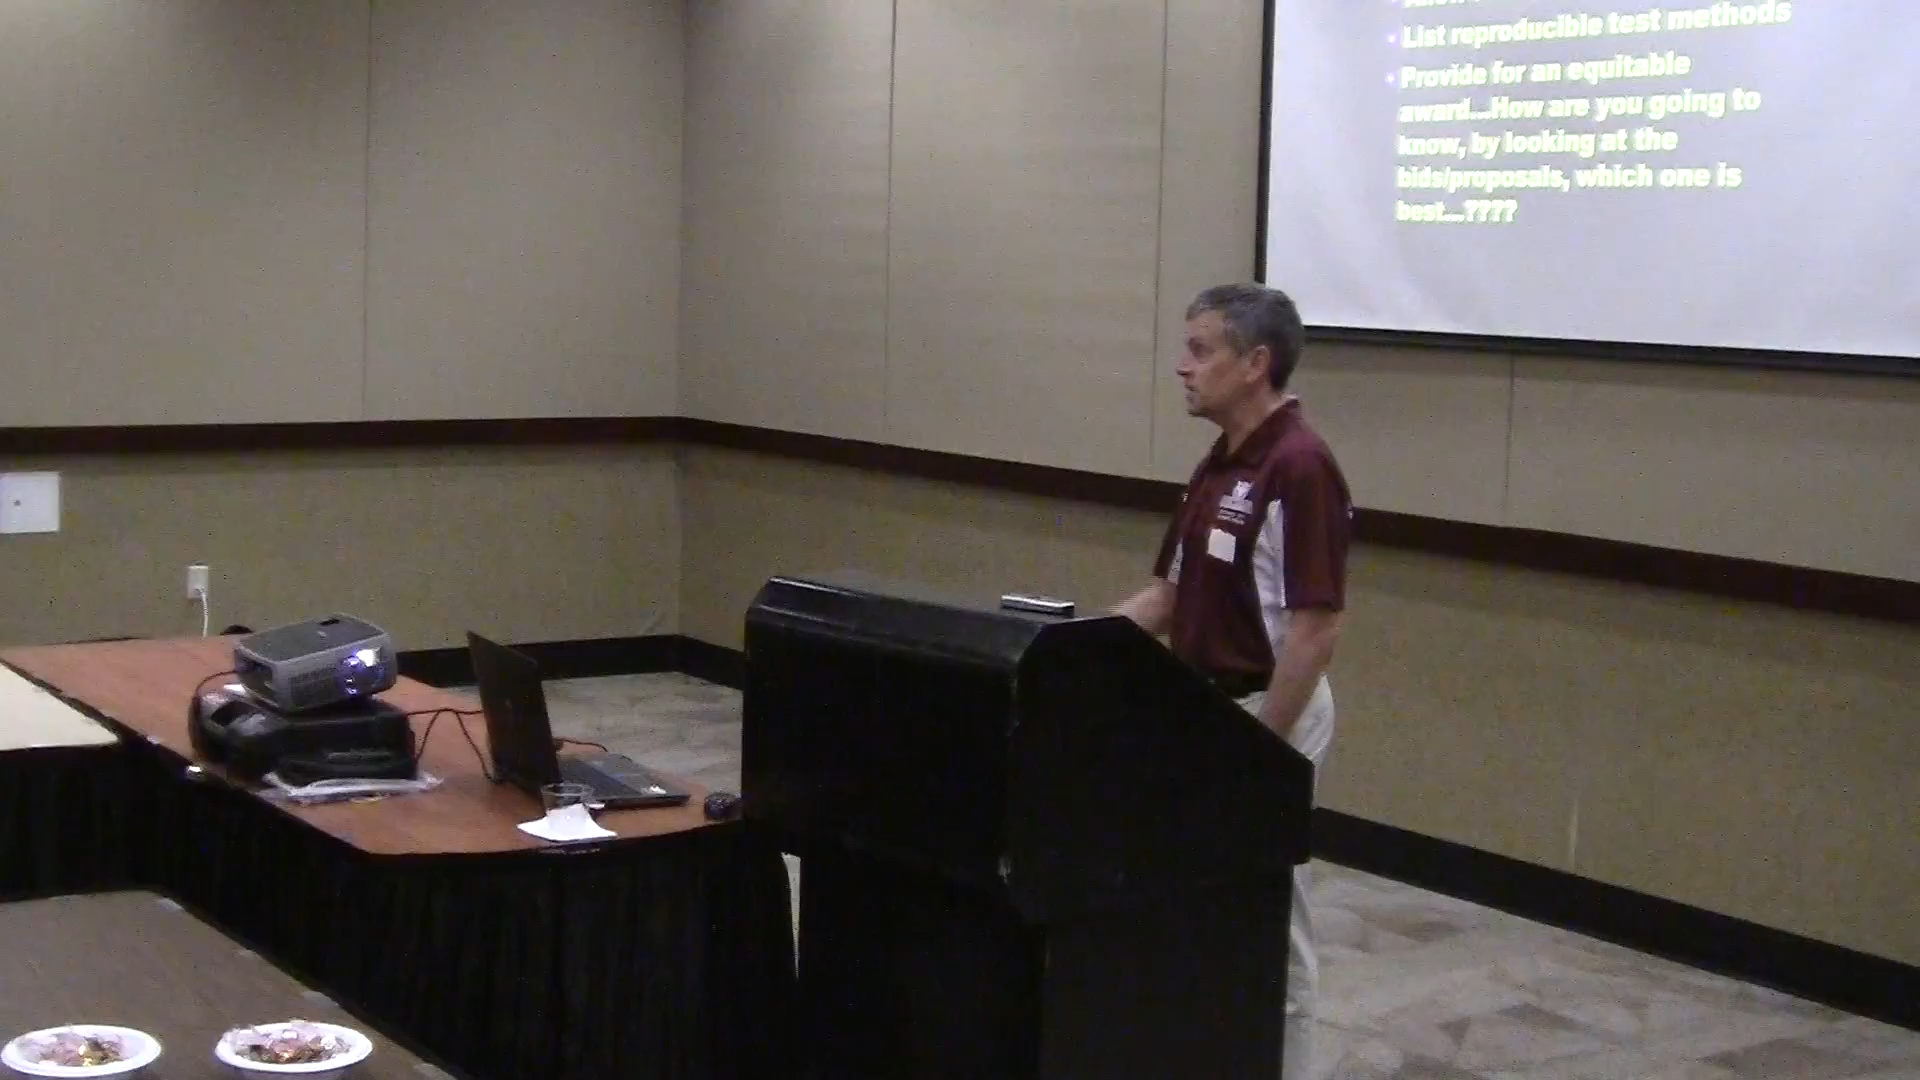 List reproducible test methods
Provide for an equitable
award...How are you going to
know, by looking at the
bids/proposals, which one is
best...????